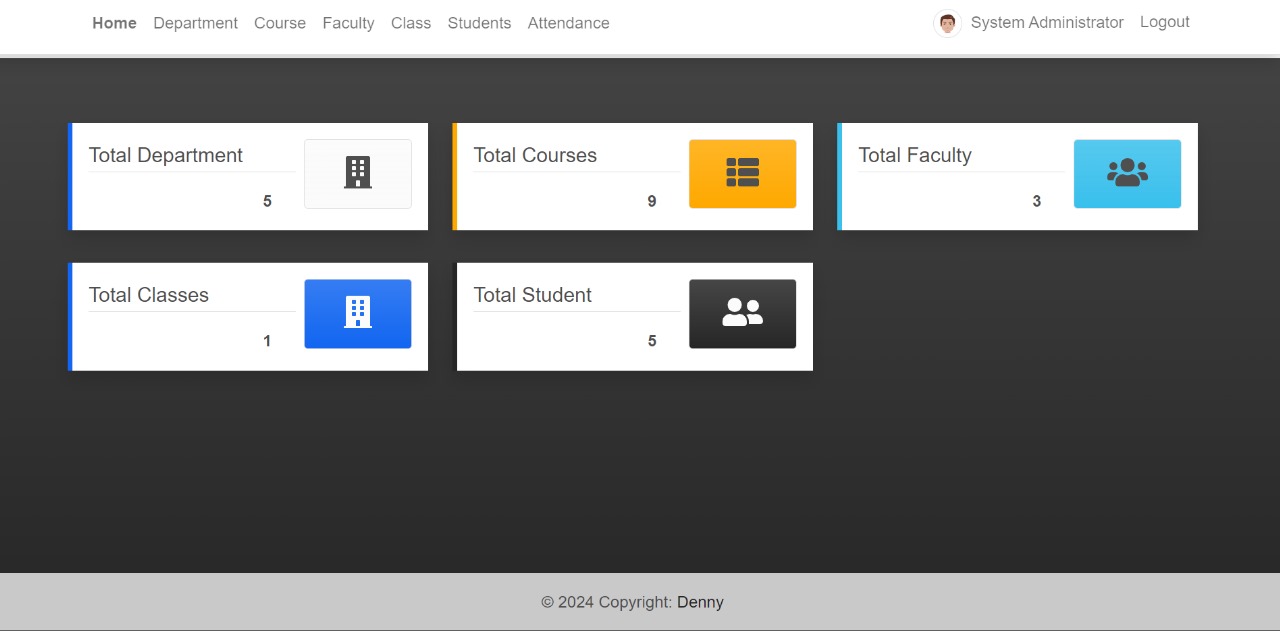 Home Department Course Faculty Class Students Attendance System Administrator Logout
Total Department
5
Total Courses
9
Total Faculty
3
Total Classes
1
Total Student
5
© 2024 Copyright: Denny